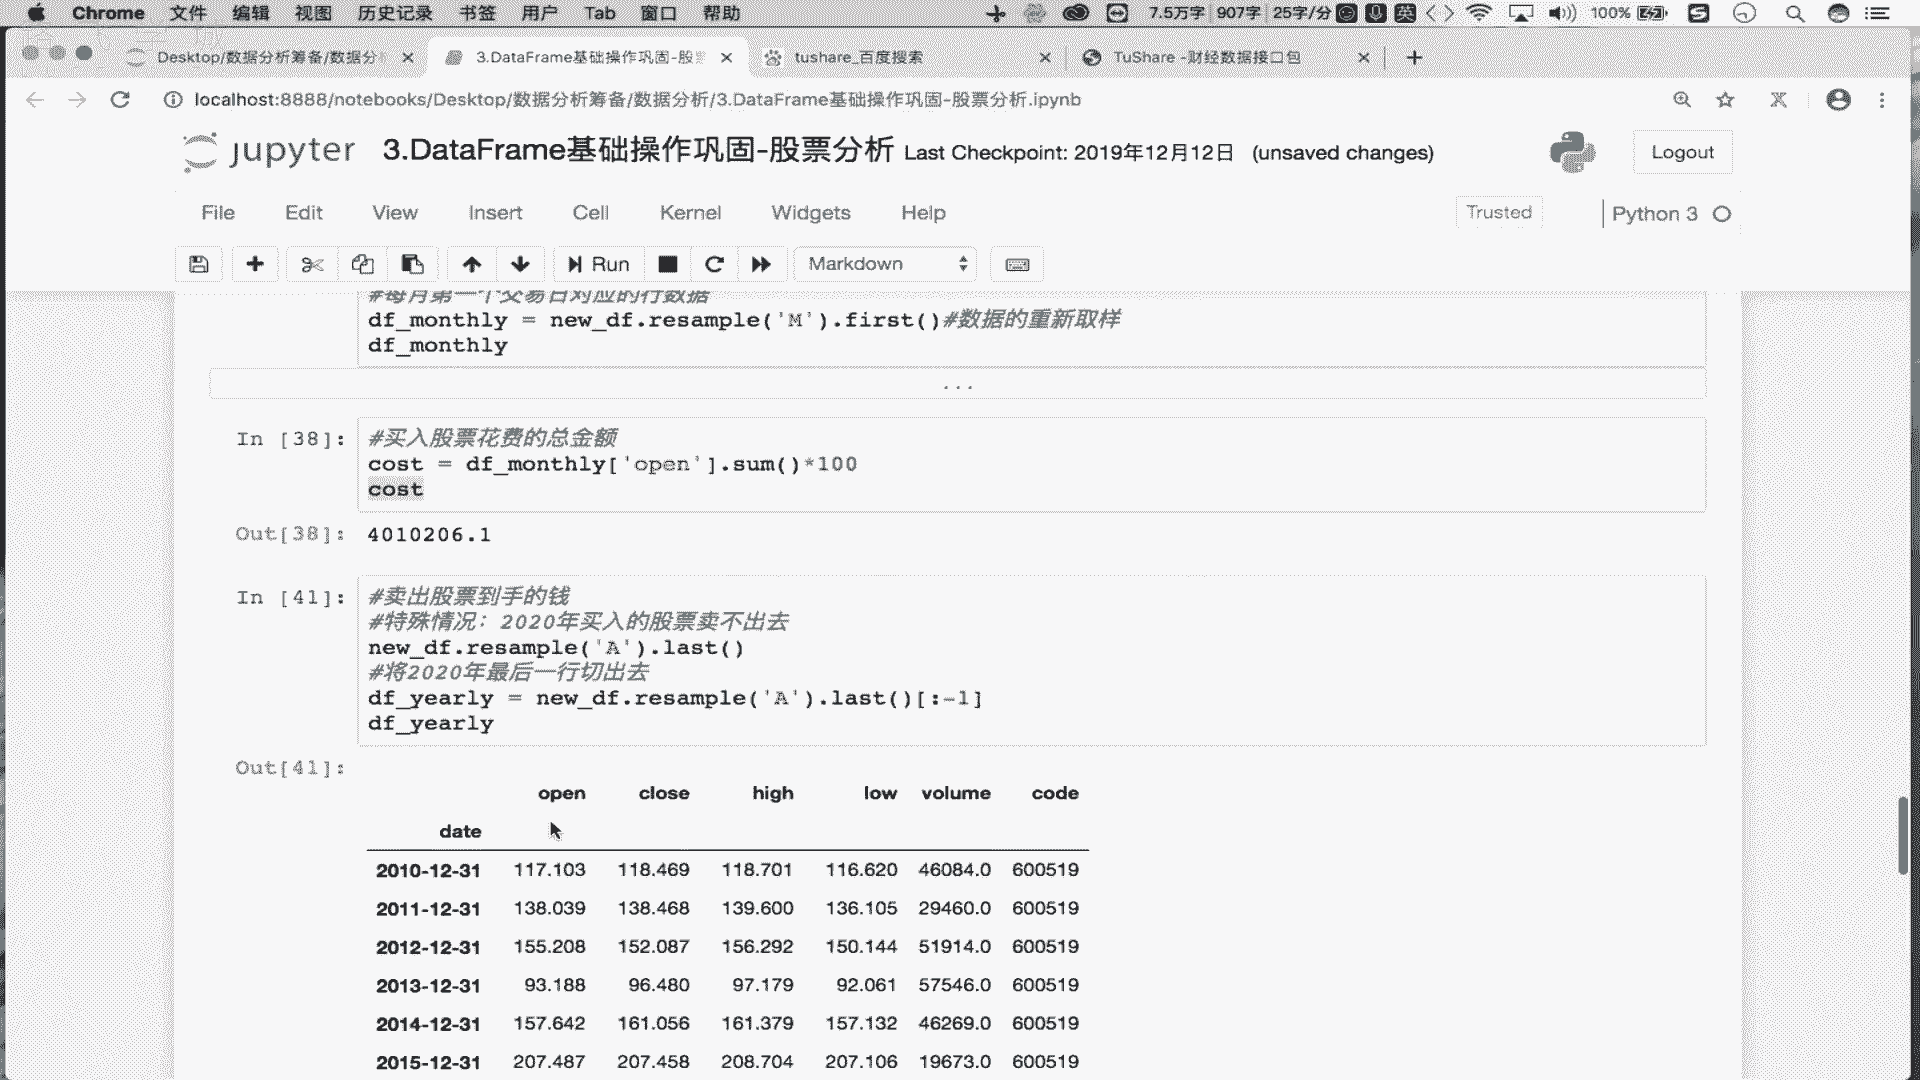 Chrome 文件 编辑 视图 历史记录 书签 用户 Tab 窗口 帮助 7.5万字 907字 25字/分 英 100%
Desktop/数据分析筹备/数据分 3.DataFrame基础操作巩固-股 tushare_百度搜索 TuShare -财经数据接口包
localhost:8888/notebooks/Desktop/数据分析筹备/数据分析/3.DataFrame基础操作巩固-股票分析.ipynb
jupyter 3.DataFrame基础操作巩固-股票分析 Last Checkpoint: 2019年12月12日 (unsaved changes) Logout
File Edit View Insert Cell Kernel Widgets Help Trusted Python 3
Run Markdown
#每月第一个交易日对应的行数据
df_monthly = new_df.resample('M').first()#数据的重新取样
df_monthly
...
In [38]: #买入股票花费的总金额
cost = df_monthly['open'].sum()*100
cost
Out[38]: 4010206.1
In [41]: #卖出股票到手的钱
#特殊情况：2020年买入的股票卖不出去
new_df.resample('A').last()
#将2020年最后一行切出去
df_yearly = new_df.resample('A').last()[:-1]
df_yearly
Out[41]:
open close high low volume code
date
2010-12-31 117.103 118.469 118.701 116.620 46084.0 600519
2011-12-31 138.039 138.468 139.600 136.105 29460.0 600519
2012-12-31 155.208 152.087 156.292 150.144 51914.0 600519
2013-12-31 93.188 96.480 97.179 92.061 57546.0 600519
2014-12-31 157.642 161.056 161.379 157.132 46269.0 600519
2015-12-31 207.487 207.458 208.704 207.106 19673.0 600519